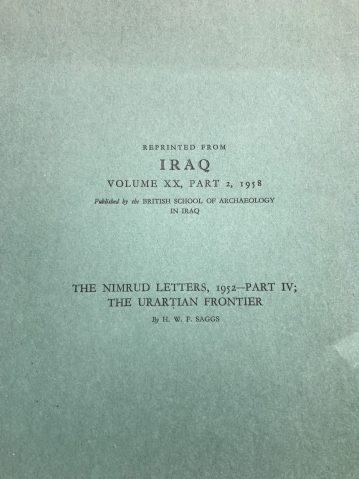 REPRINTED FROM
IRAQ
VOLUME XX, PART 2, 1958
Published by the BRITISH SCHOOL OF ARCHAEOLOGY
IN IRAQ
THE NIMRUD LETTERS, 1952—PART IV;
THE URARTIAN FRONTIER
By H. W. F. SAGGS